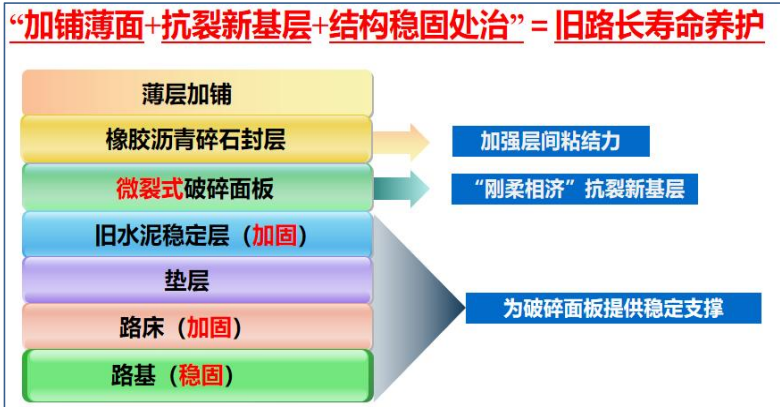 “加铺薄面+抗裂新基层+结构稳固处治” = 旧路长寿命养护
薄层加铺
橡胶沥青碎石封层
加强层间粘结力
微裂式破碎面板
“刚柔相济”抗裂新基层
旧水泥稳定层（加固）
垫层
为破碎面板提供稳定支撑
路床（加固）
路基（稳固）